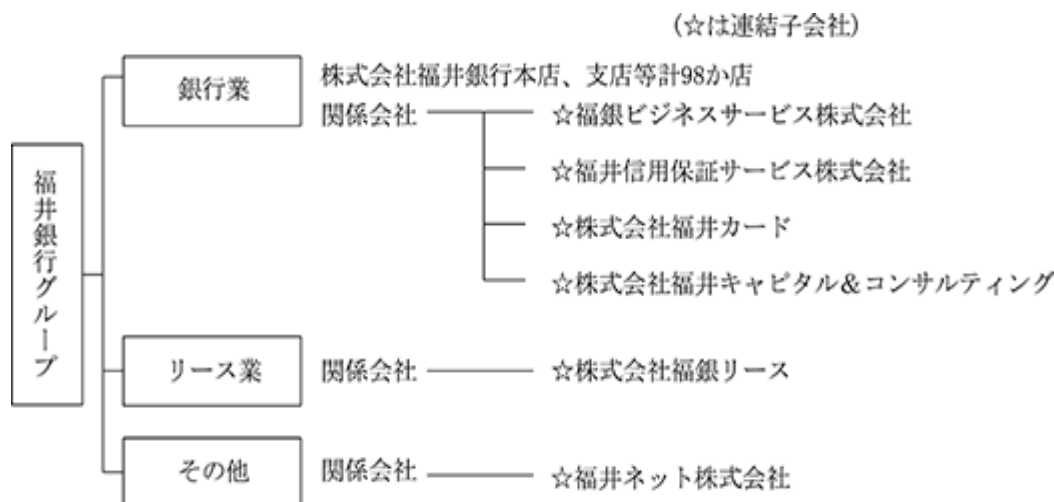 (☆は連結子会社)
福井銀行グループ
銀行業
株式会社福井銀行本店、支店等計98か店
関係会社
☆福銀ビジネスサービス株式会社
☆福井信用保証サービス株式会社
☆株式会社福井カード
☆株式会社福井キャピタル＆コンサルティング
リース業
関係会社
☆株式会社福銀リース
その他
関係会社
☆福井ネット株式会社